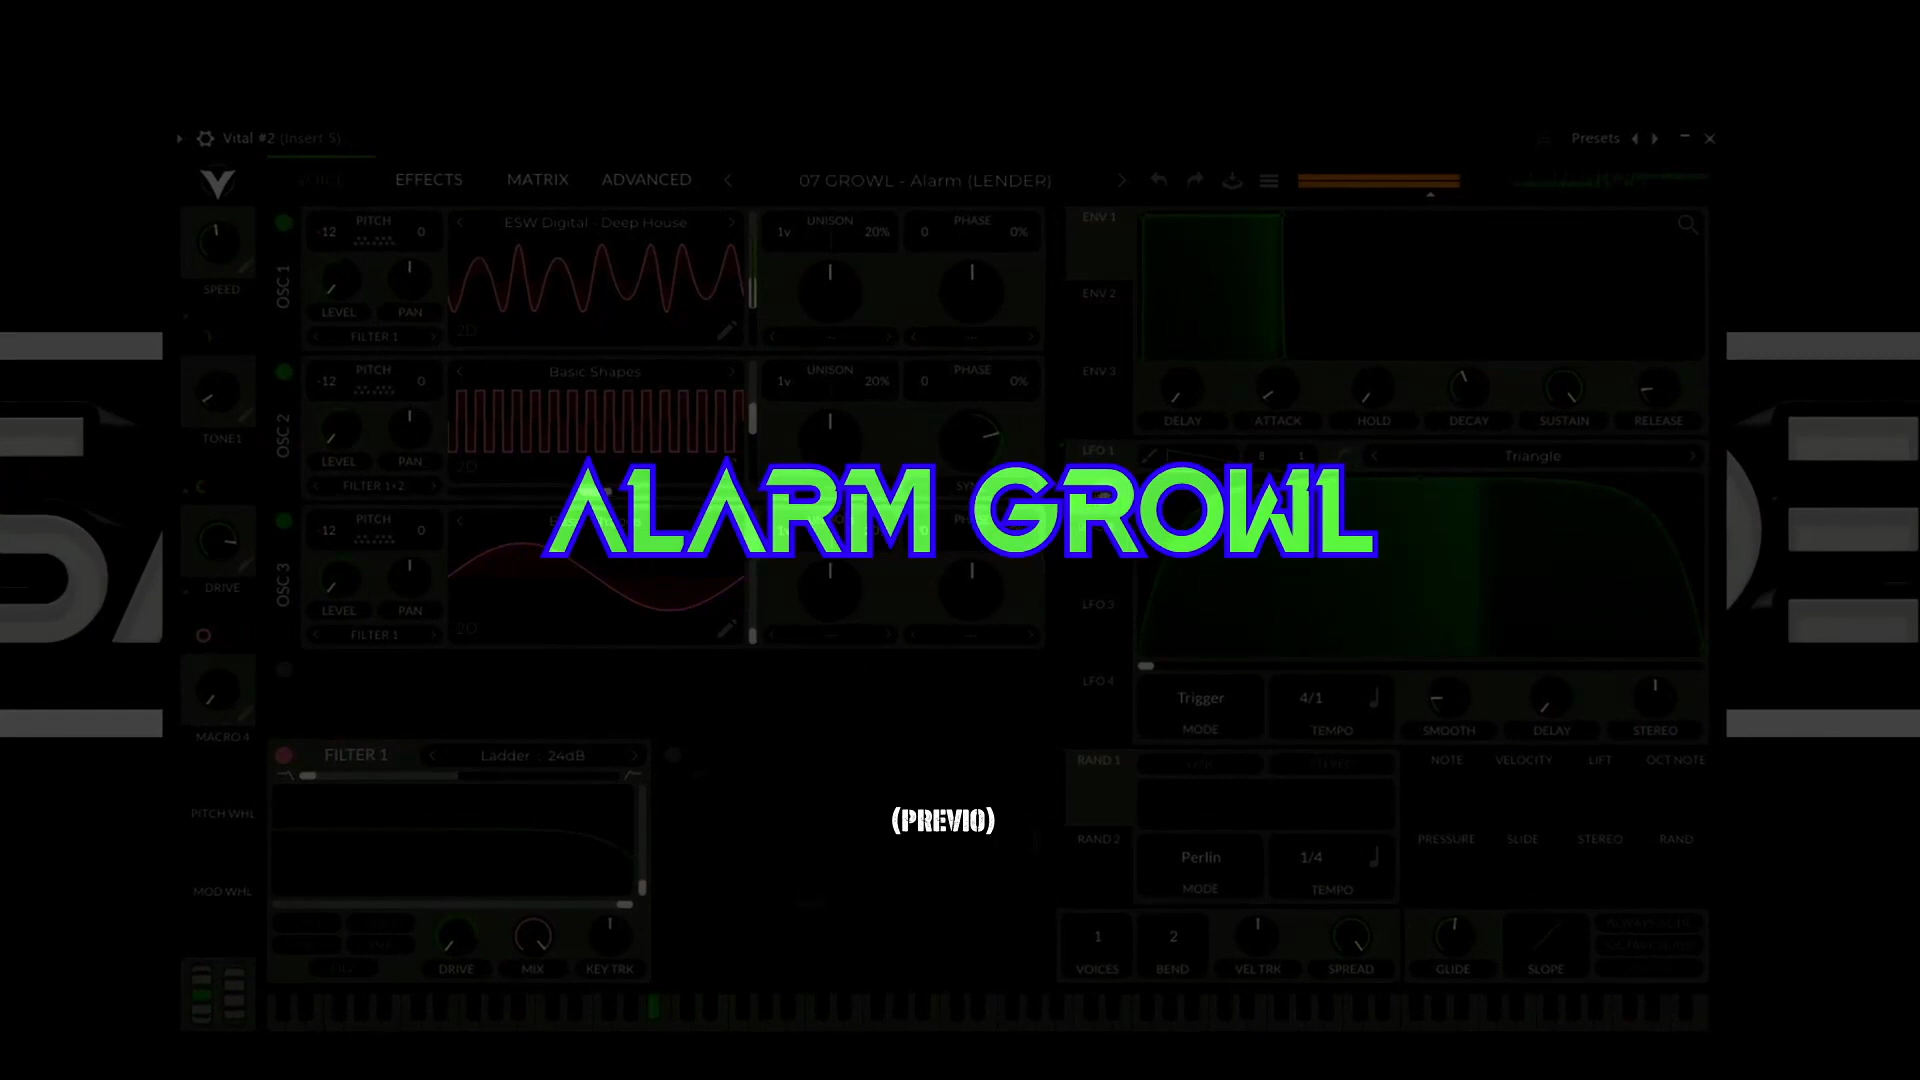 Vital #2 (Insert 5)
Presets
VOICE EFFECTS MATRIX ADVANCED 07 GROWL - Alarm (LENDER)
SPEED
TONE1
DRIVE
MACRO 4
PITCH WHL
MOD WHL
OSC 1
-12 PITCH 0
LEVEL PAN
FILTER 1
ESW Digital - Deep House
2D
UNISON
1v 20%
PHASE
0 0%
---
---
OSC 2
-12 PITCH 0
LEVEL PAN
FILTER 1+2
Basic Shapes
2D
UNISON
1v 20%
PHASE
0 0%
OSC 3
-12 PITCH 0
LEVEL PAN
FILTER 1
2D
---
---
ALARM GROWL
(PREVIO)
FILTER 1 Ladder : 24dB
DRIVE MIX KEY TRK
ENV 1
ENV 2
ENV 3
DELAY ATTACK HOLD DECAY SUSTAIN RELEASE
LFO 1
8 1
Triangle
LFO 3
LFO 4
Trigger
MODE
4/1
TEMPO
SMOOTH DELAY STEREO
RAND 1
RAND 2
Perlin
MODE
1/4
TEMPO
NOTE VELOCITY LIFT OCT NOTE
PRESSURE SLIDE STEREO RAND
1
VOICES
2
BEND
VEL TRK SPREAD GLIDE SLOPE